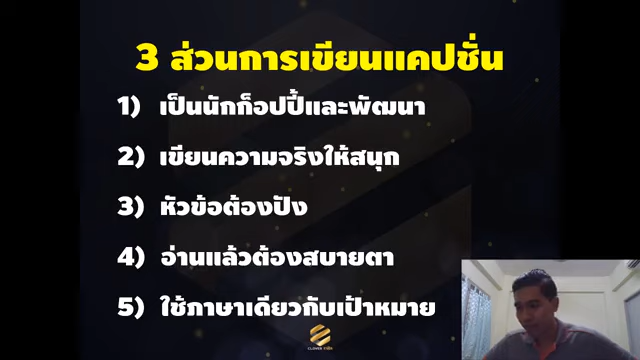 3 ส่วนการเขียนแคปชั่น
1) เป็นนักก็อปปี้และพัฒนา
2) เขียนความจริงให้สนุก
3) หัวข้อต้องปัง
4) อ่านแล้วต้องสบายตา
5) ใช้ภาษาเดียวกับเป้าหมาย